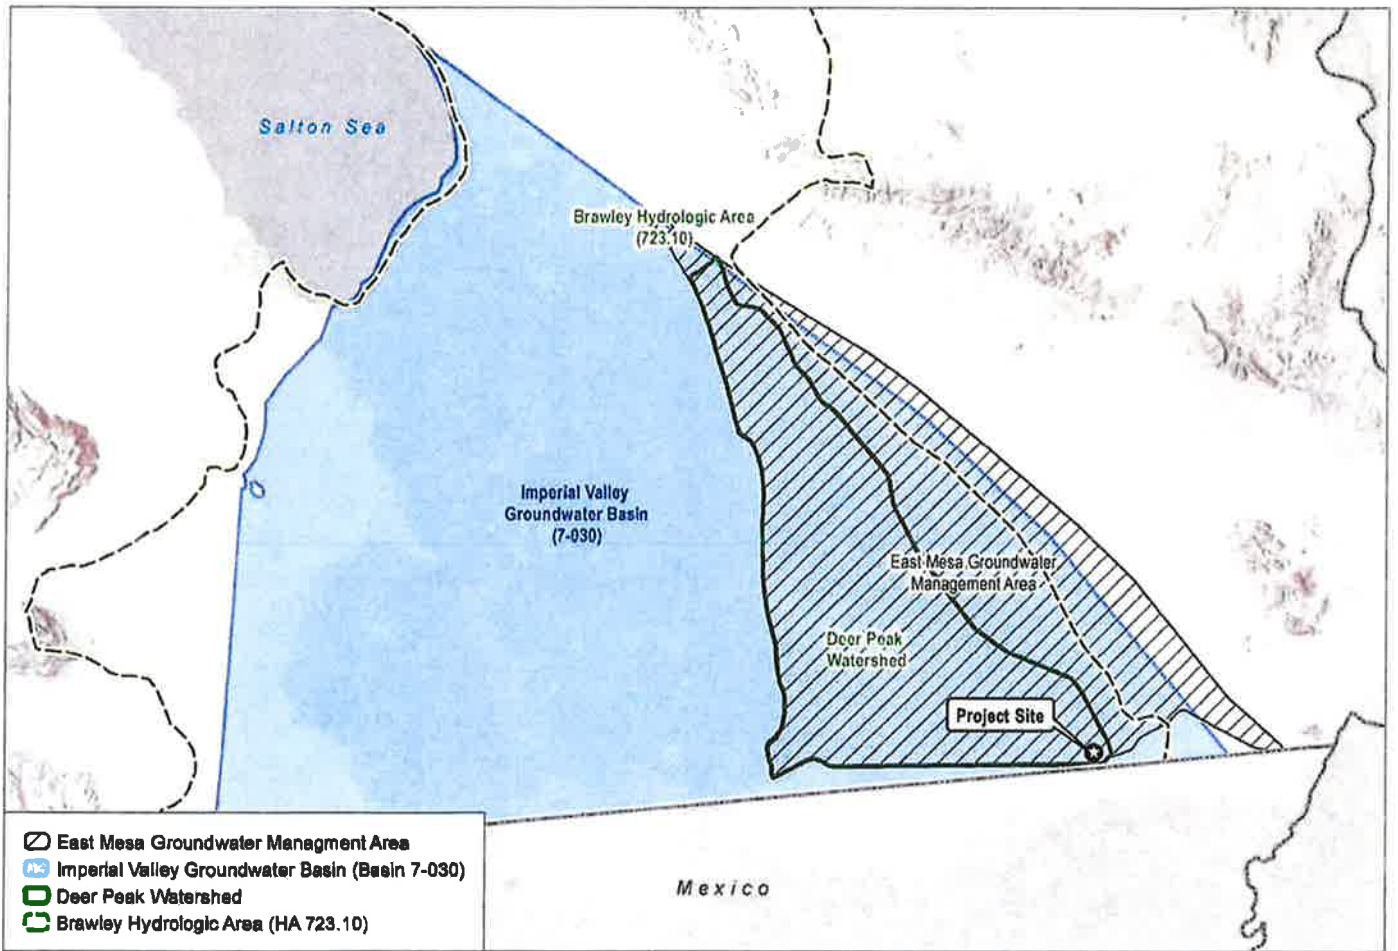 Salton Sea
Brawley Hydrologic Area
(723.10)
Imperial Valley
Groundwater Basin
(7-030)
East Mesa Groundwater
Management Area
Deer Peak
Watershed
Project Site
East Mesa Groundwater Managment Area
Imperial Valley Groundwater Basin (Basin 7-030)
Deer Peak Watershed
Brawley Hydrologic Area (HA 723.10)
Mexico